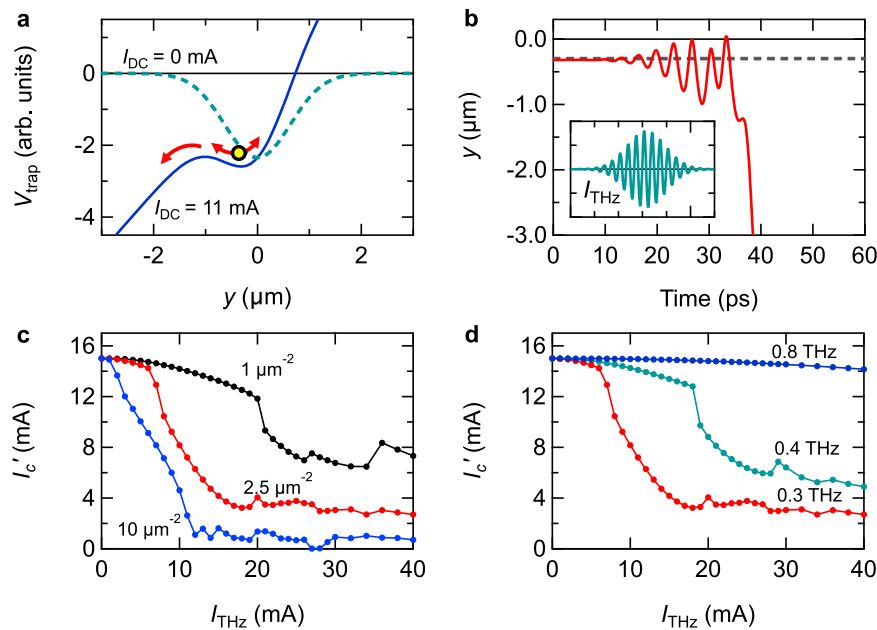 a
V_trap (arb. units)
0
-2
-4
I_DC = 0 mA
I_DC = 11 mA
-2
0
2
y (μm)
b
y (μm)
0.0
-1.0
-2.0
-3.0
I_THz
0
10
20
30
40
50
60
Time (ps)
c
I_c' (mA)
16
12
8
4
0
1 μm⁻²
2.5 μm⁻²
10 μm⁻²
0
10
20
30
40
I_THz (mA)
d
I_c' (mA)
16
12
8
4
0
0.8 THz
0.4 THz
0.3 THz
0
10
20
30
40
I_THz (mA)